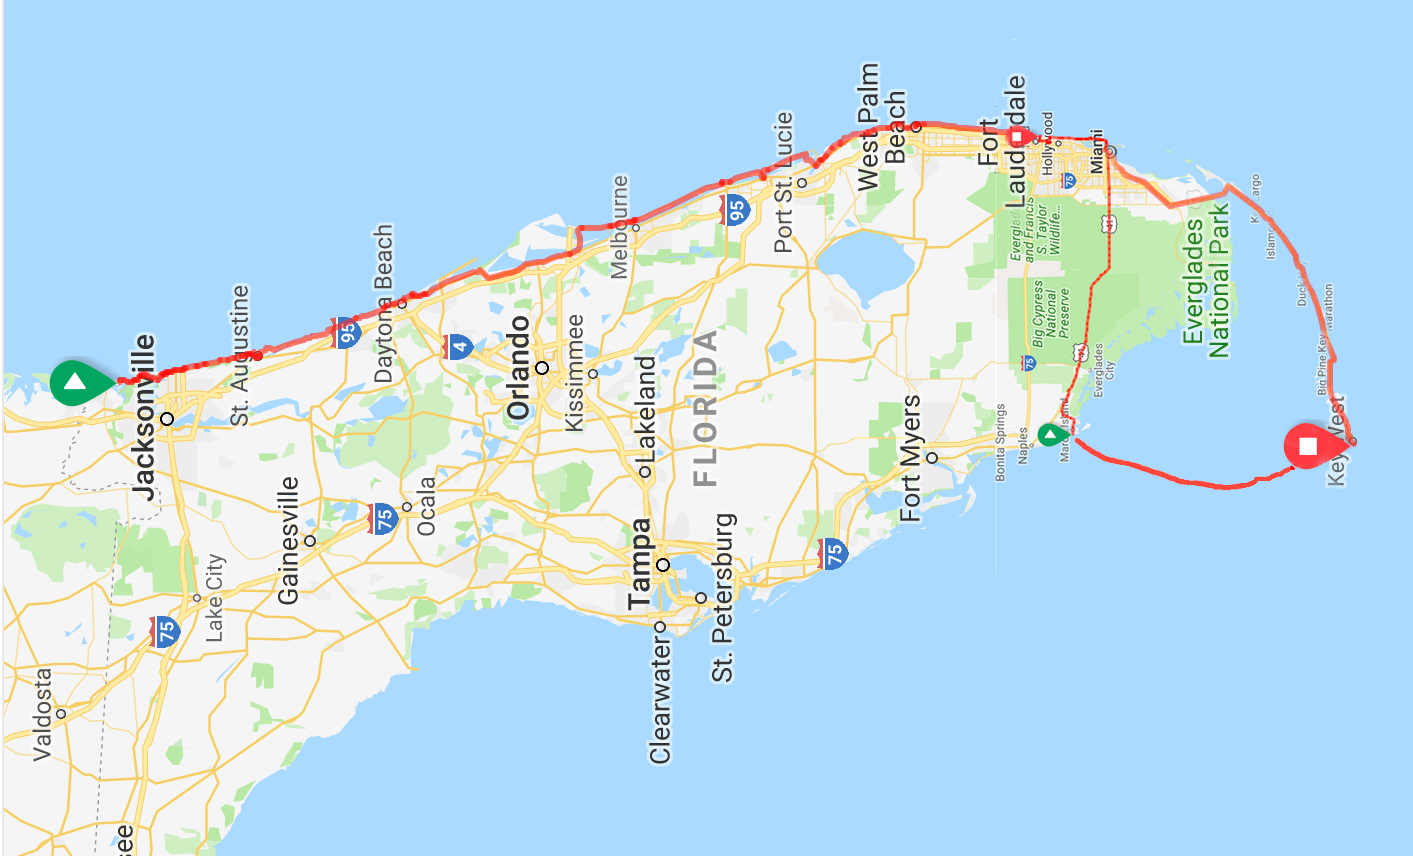 Valdosta
see
75
Jacksonville
Lake City
St. Augustine
Gainesville
95
75
Daytona Beach
Ocala
4
Orlando
Kissimmee
Melbourne
Lakeland
Tampa
Clearwater
FLORIDA
St. Petersburg
95
Port St. Lucie
75
West Palm
Beach
Fort Myers
Fort
Lauderdale
Bonita Springs
Everglades
and Francis
S. Taylor
Wildlife...
Naples
75
Big Cypress
National
Preserve
Hollywood
Marco Island
75
Miami
41
Everglades
City
Everglades
National Park
Key Largo
Islam
Duck Key
Big Pine Key
Marathon
Key West